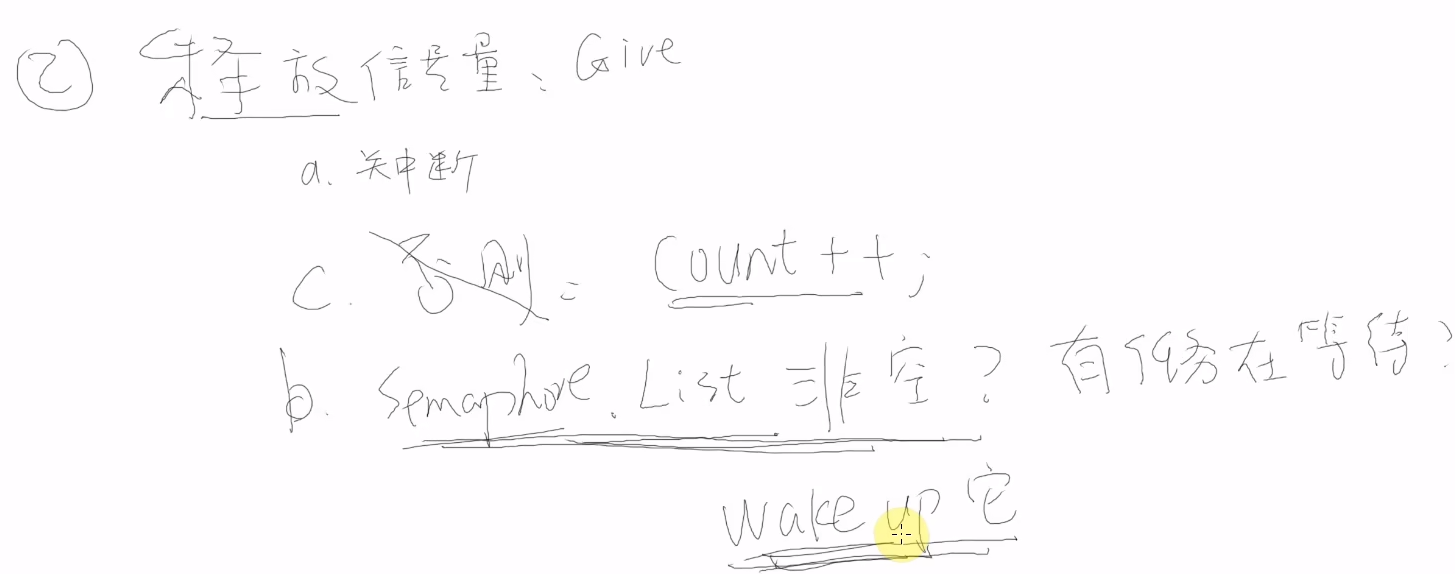 ② 释放信号量、Give
a. 关中断
c. 否则: Count++;
b. Semaphore.List 非空? 有任务在等待?
wake up 它